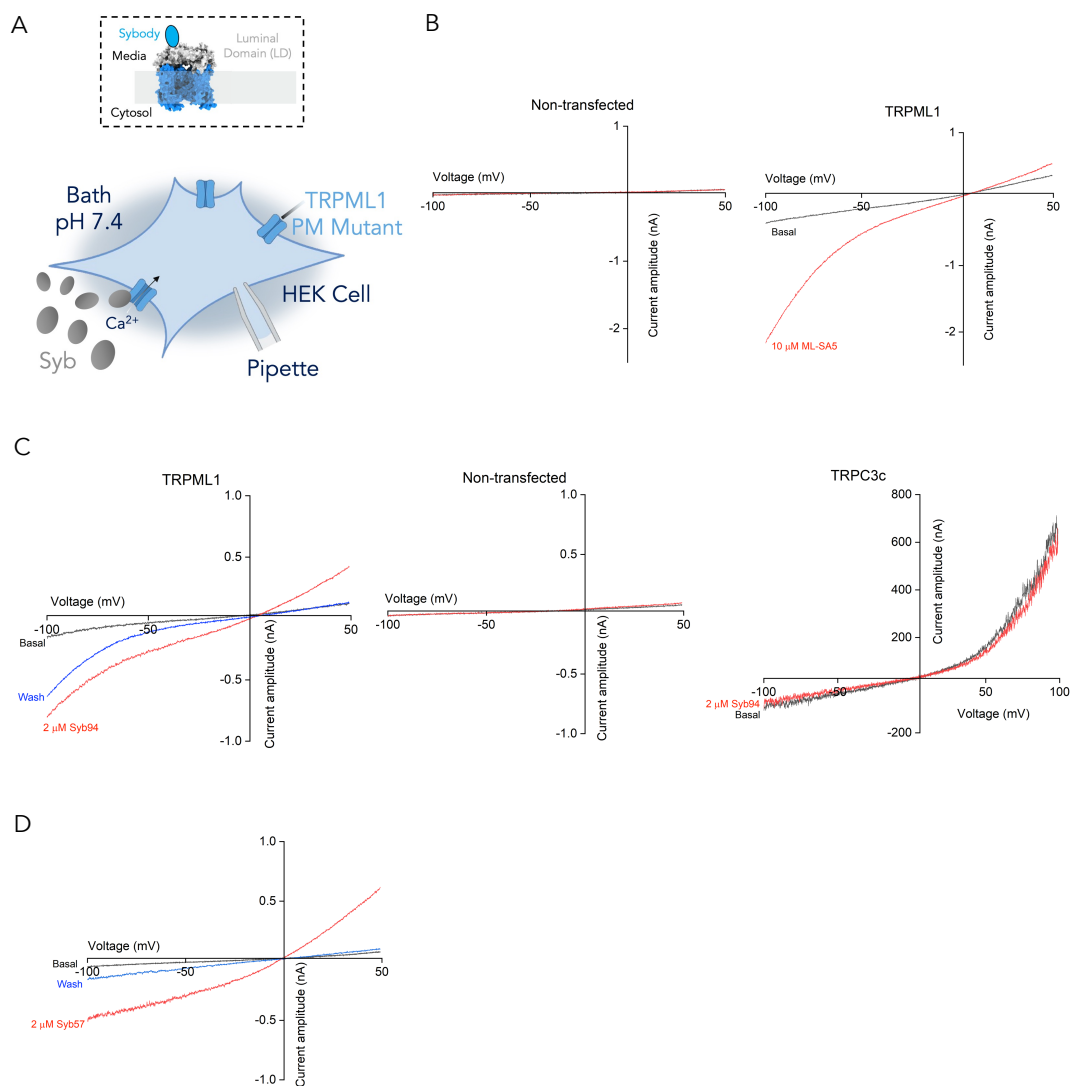 A
Sybody
Media
Luminal
Domain (LD)
Cytosol
Bath
pH 7.4
TRPML1
PM Mutant
HEK Cell
Ca2+
Syb
Pipette
B
Non-transfected
1
Voltage (mV)
-100
-50
50
-1
-2
Current amplitude (nA)
TRPML1
1
Voltage (mV)
-100
-50
50
Basal
-1
-2
10 μM ML-SA5
Current amplitude (nA)
C
TRPML1
1.0
0.5
Voltage (mV)
-100
-50
50
Basal
Wash
2 μM Syb94
-0.5
-1.0
Current amplitude (nA)
Non-transfected
1.0
0.5
Voltage (mV)
-100
-50
50
-0.5
-1.0
Current amplitude (nA)
TRPC3c
800
600
400
200
Current amplitude (nA)
-100
-50
50
100
2 μM Syb94
Basal
Voltage (mV)
-200
D
1.0
0.5
Voltage (mV)
Basal
-100
-50
50
Wash
2 μM Syb57
-0.5
-1.0
Current amplitude (nA)